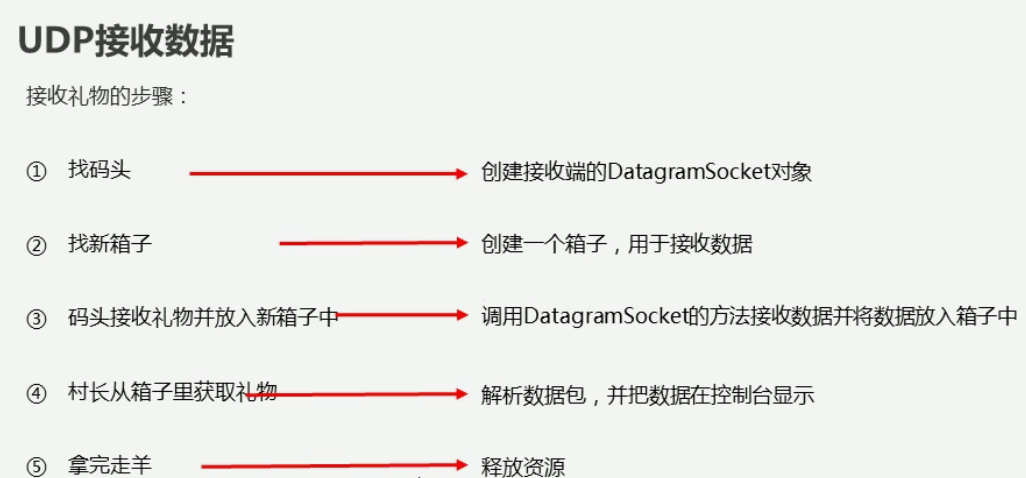 UDP接收数据
接收礼物的步骤：
① 找码头 创建接收端的DatagramSocket对象
② 找新箱子 创建一个箱子，用于接收数据
③ 码头接收礼物并放入新箱子中 调用DatagramSocket的方法接收数据并将数据放入箱子中
④ 村长从箱子里获取礼物 解析数据包，并把数据在控制台显示
⑤ 拿完走羊 释放资源